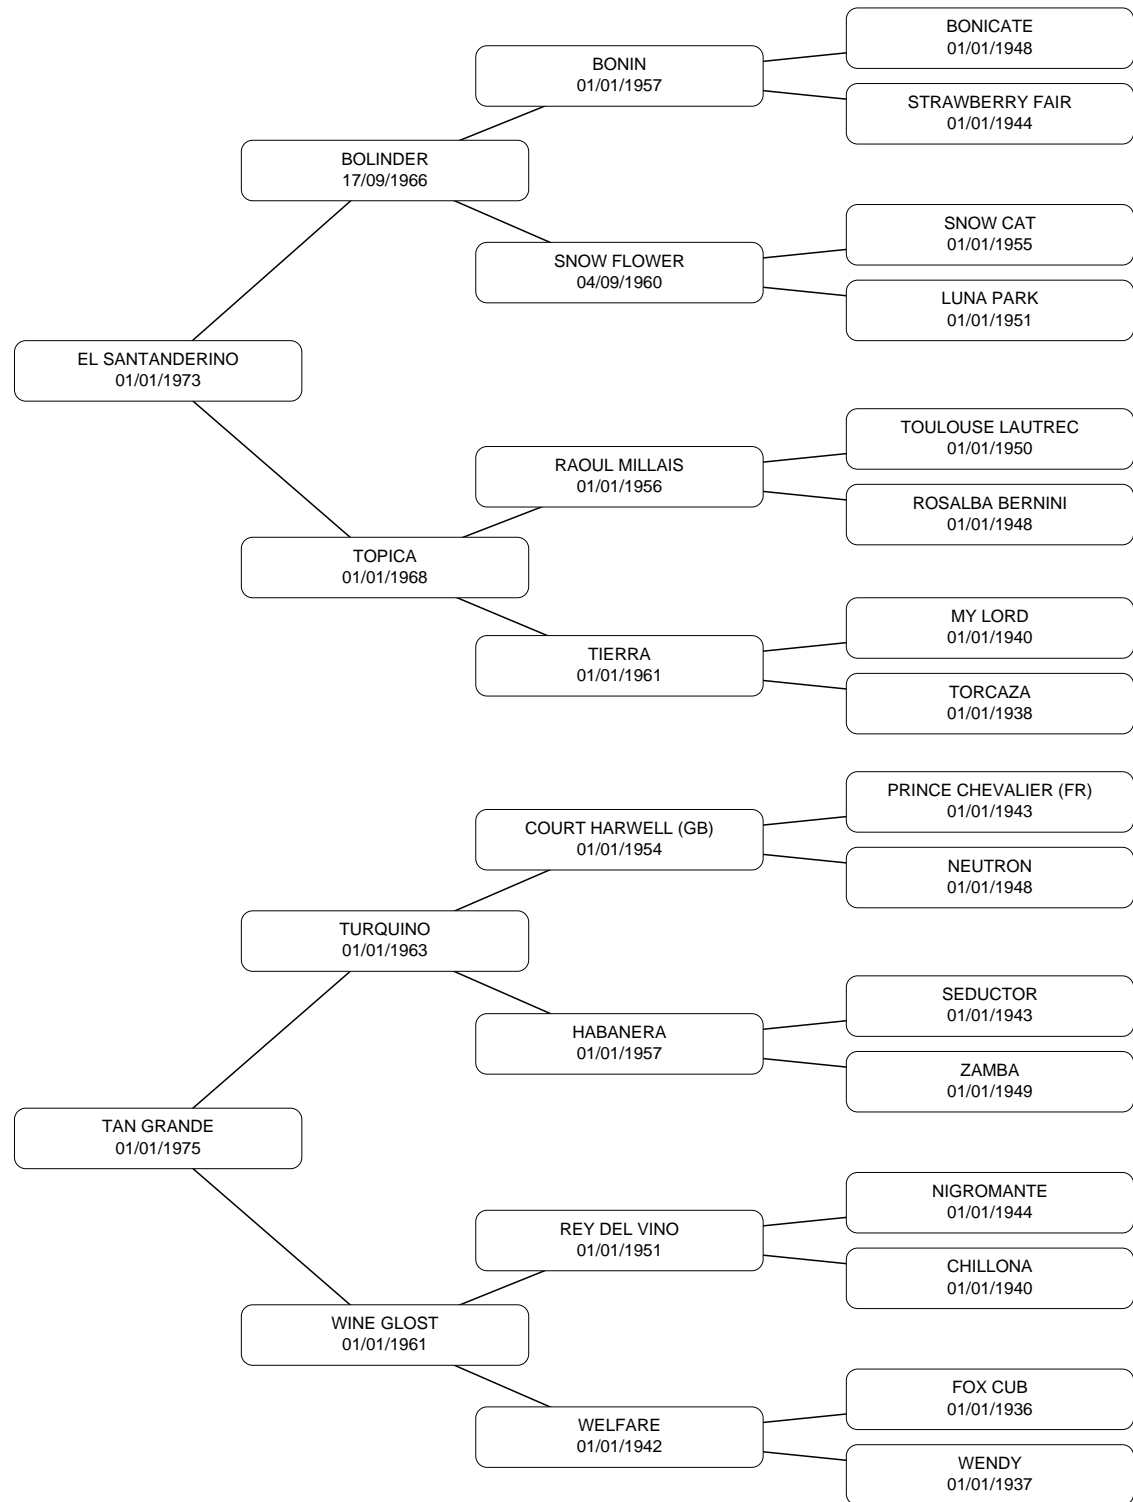 BONICATE
01/01/1948
BONIN
01/01/1957
STRAWBERRY FAIR
01/01/1944
BOLINDER
17/09/1966
SNOW CAT
01/01/1955
SNOW FLOWER
04/09/1960
LUNA PARK
01/01/1951
EL SANTANDERINO
01/01/1973
TOULOUSE LAUTREC
01/01/1950
RAOUL MILLAIS
01/01/1956
ROSALBA BERNINI
01/01/1948
TOPICA
01/01/1968
MY LORD
01/01/1940
TIERRA
01/01/1961
TORCAZA
01/01/1938
PRINCE CHEVALIER (FR)
01/01/1943
COURT HARWELL (GB)
01/01/1954
NEUTRON
01/01/1948
TURQUINO
01/01/1963
SEDUCTOR
01/01/1943
HABANERA
01/01/1957
ZAMBA
01/01/1949
TAN GRANDE
01/01/1975
NIGROMANTE
01/01/1944
REY DEL VINO
01/01/1951
CHILLONA
01/01/1940
WINE GLOST
01/01/1961
FOX CUB
01/01/1936
WELFARE
01/01/1942
WENDY
01/01/1937